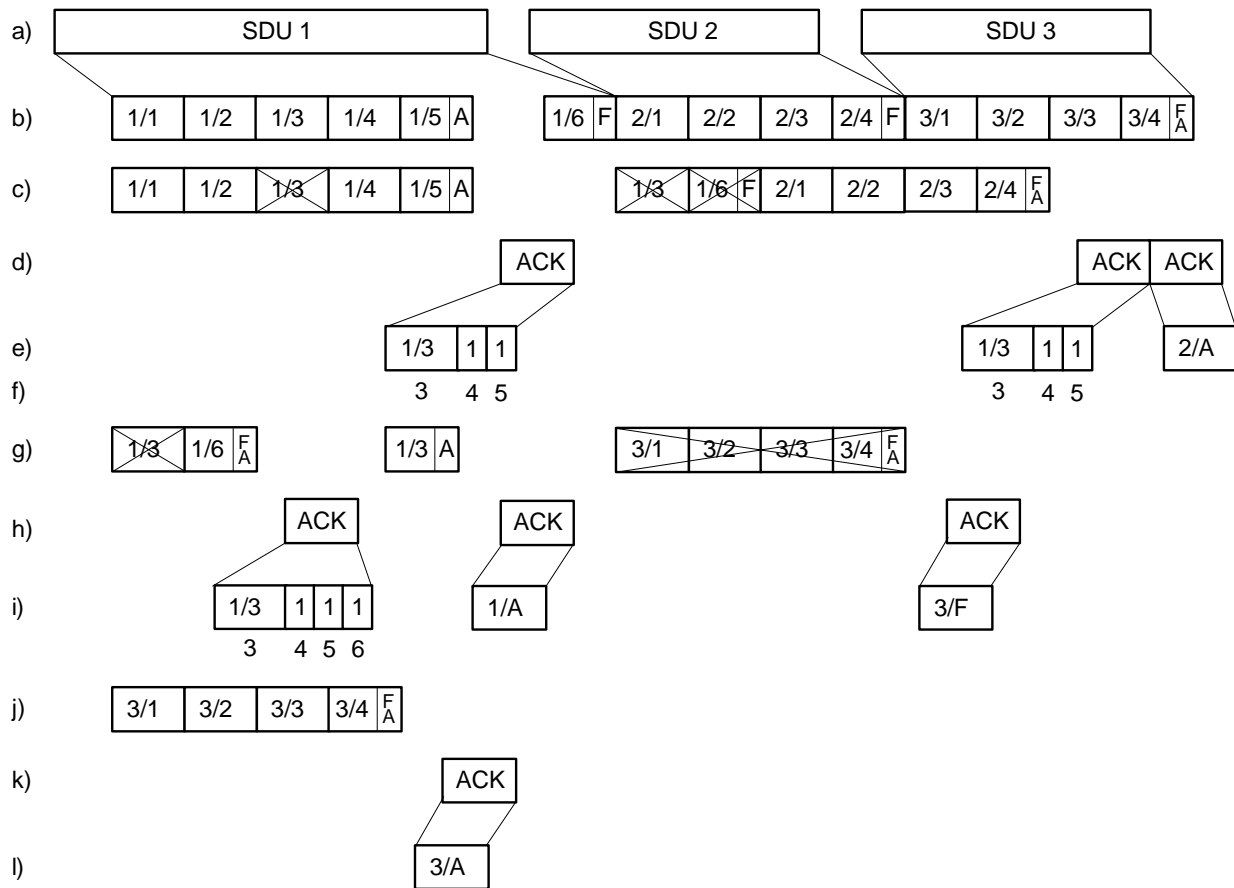 a) SDU 1 SDU 2 SDU 3
b) 1/1 1/2 1/3 1/4 1/5 A 1/6 F 2/1 2/2 2/3 2/4 F 3/1 3/2 3/3 3/4 F A
c) 1/1 1/2 1/3 1/4 1/5 A 1/3 1/6 F 2/1 2/2 2/3 2/4 F A
d) ACK ACK ACK
e) 1/3 1 1 1/3 1 1 2/A
f) 3 4 5 3 4 5
g) 1/3 1/6 F A 1/3 A 3/1 3/2 3/3 3/4 F A
h) ACK ACK ACK
i) 1/3 1 1 1 1/A 3/F
3 4 5 6
j) 3/1 3/2 3/3 3/4 F A
k) ACK
l) 3/A